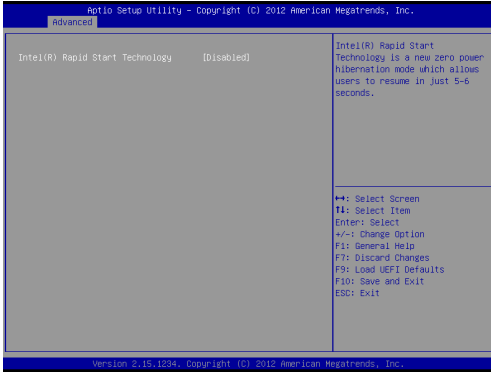 Aptio Setup Utility - Copyright (C) 2012 American Megatrends, Inc.
Advanced
Intel(R) Rapid Start Technology [Disabled]
Intel(R) Rapid Start
Technology is a new zero power
hibernation mode which allows
users to resume in just 5-6
seconds.
↔: Select Screen
↑↓: Select Item
Enter: Select
+/-: Change Option
F1: General Help
F7: Discard Changes
F9: Load UEFI Defaults
F10: Save and Exit
ESC: Exit
Version 2.15.1234. Copyright (C) 2012 American Megatrends, Inc.